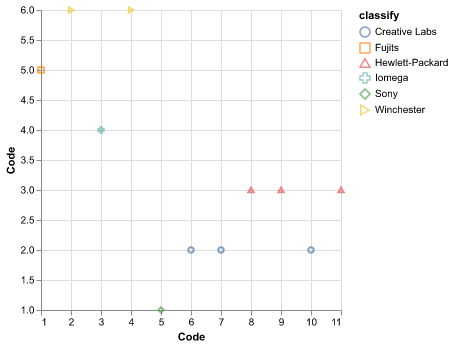 classify
Creative Labs
Fujits
Hewlett-Packard
Iomega
Sony
Winchester
6.0
5.5
5.0
4.5
4.0
3.5
3.0
2.5
2.0
1.5
1.0
Code
1 2 3 4 5 6 7 8 9 10 11
Code